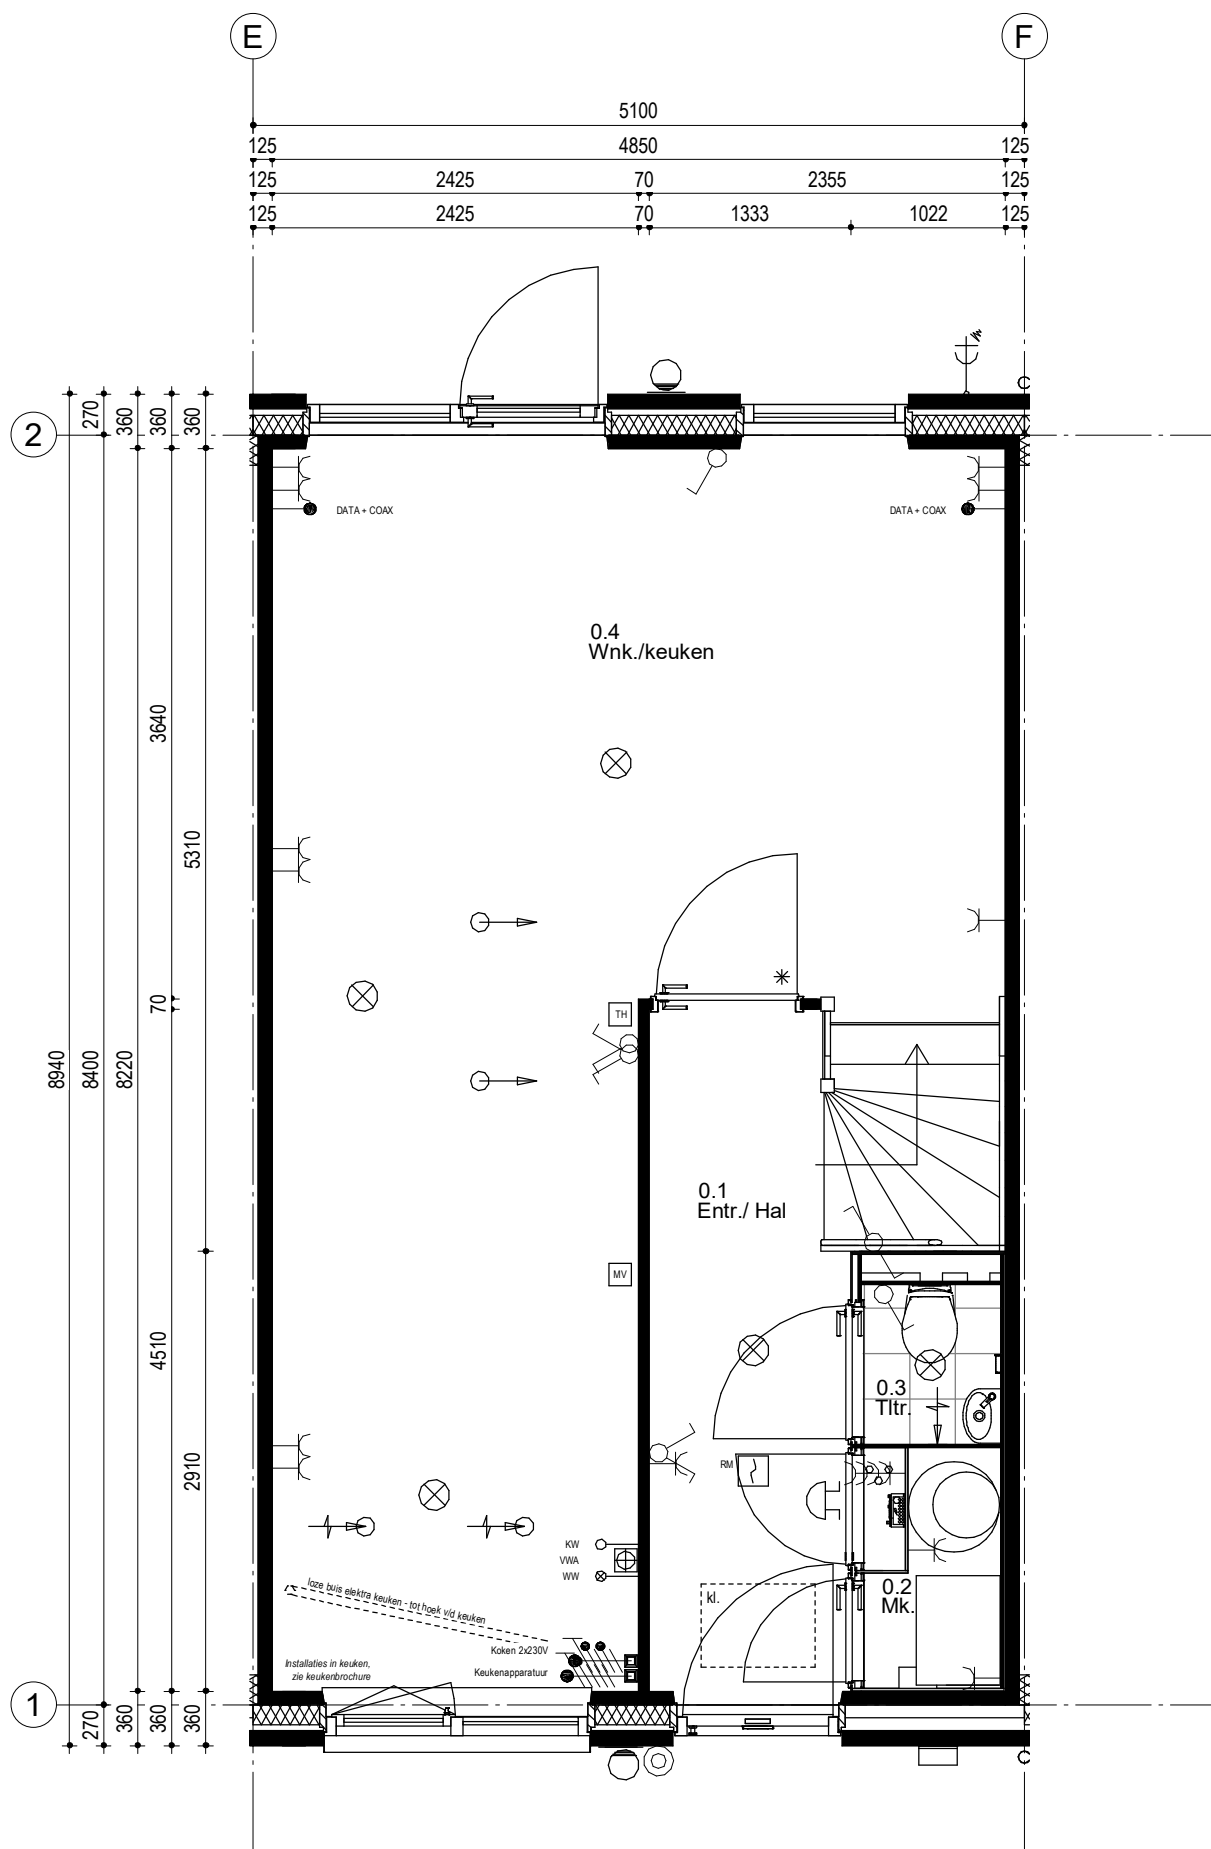 E
F
5100
125
4850
125
125
2425
70
2355
125
125
2425
70
1333
1022
125
2
270
360
360
360
DATA + COAX
DATA + COAX
0.4
Wnk./keuken
3640
5310
70
TH
8940
8400
8220
0.1
Entr./ Hal
MV
4510
0.3
Tltr.
2910
RM
KW
VWA
WW
0.2
Mk.
kl.
loze buis elektra keuken - tot hoek v/d keuken
Koken 2x230V
Installaties in keuken,
zie keukenbrochure
Keukenapparatuur
1
270
360
360
360